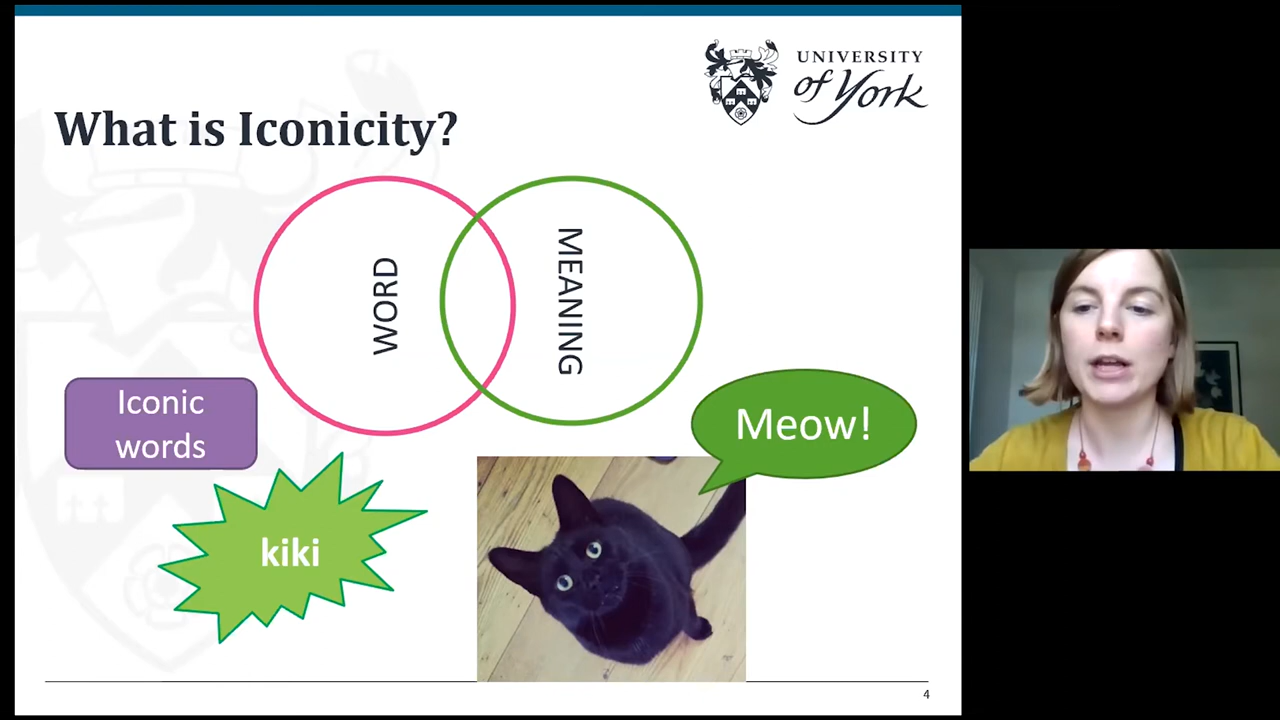 UNIVERSITY
of York
What is Iconicity?
WORD
MEANING
Iconic
words
Meow!
kiki
4